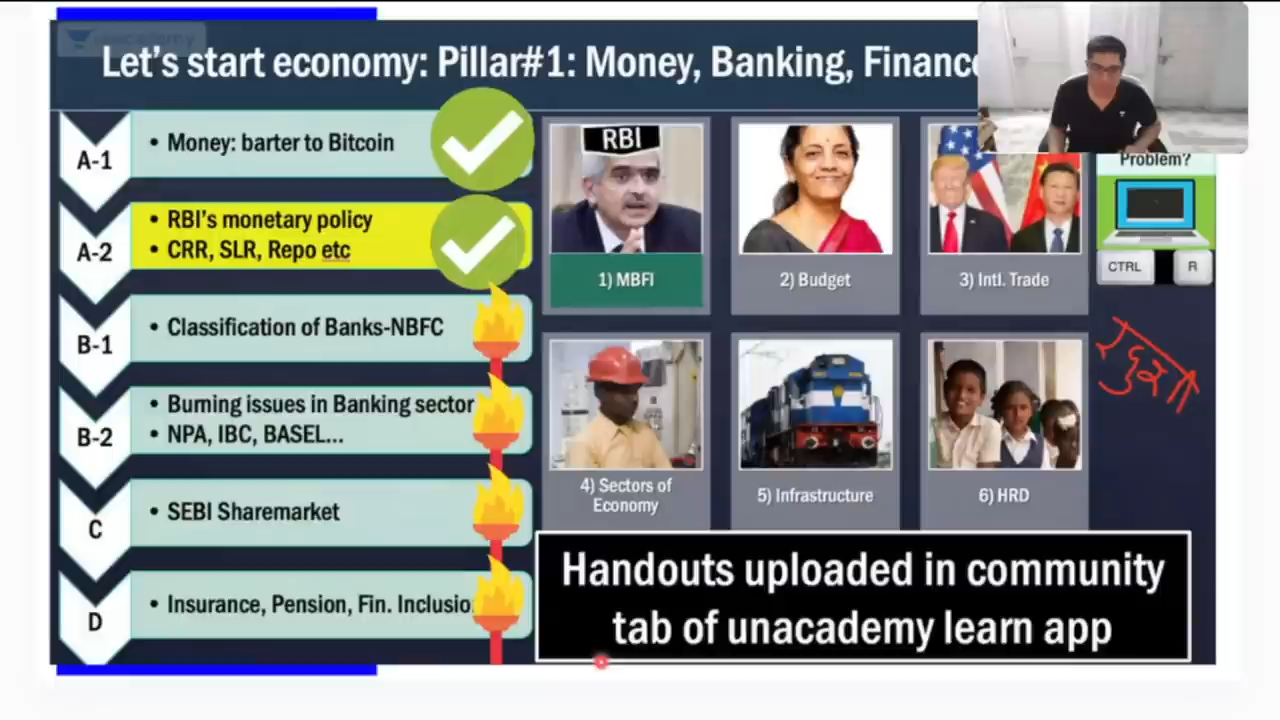 Let's start economy: Pillar#1: Money, Banking, Finance
A-1
• Money: barter to Bitcoin
A-2
• RBI's monetary policy
• CRR, SLR, Repo etc
B-1
• Classification of Banks-NBFC
B-2
• Burning issues in Banking sector
• NPA, IBC, BASEL...
C
• SEBI Sharemarket
D
• Insurance, Pension, Fin. Inclusio
RBI
1) MBFI
2) Budget
3) Intl. Trade
4) Sectors of
Economy
5) Infrastructure
6) HRD
Problem?
CTRL
R
Handouts uploaded in community
tab of unacademy learn app